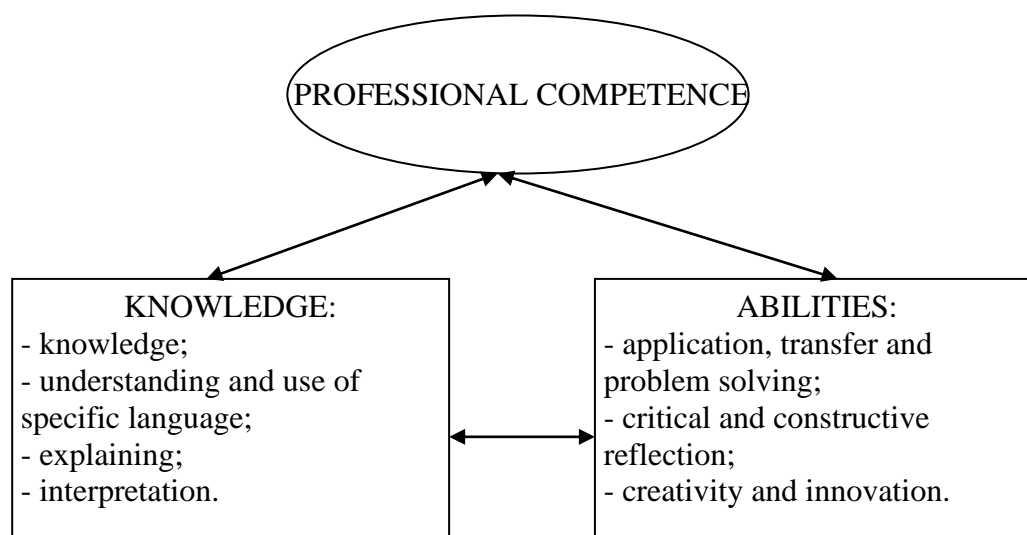 PROFESSIONAL COMPETENCE
KNOWLEDGE:
- knowledge;
- understanding and use of
specific language;
- explaining;
- interpretation.
ABILITIES:
- application, transfer and
problem solving;
- critical and constructive
reflection;
- creativity and innovation.